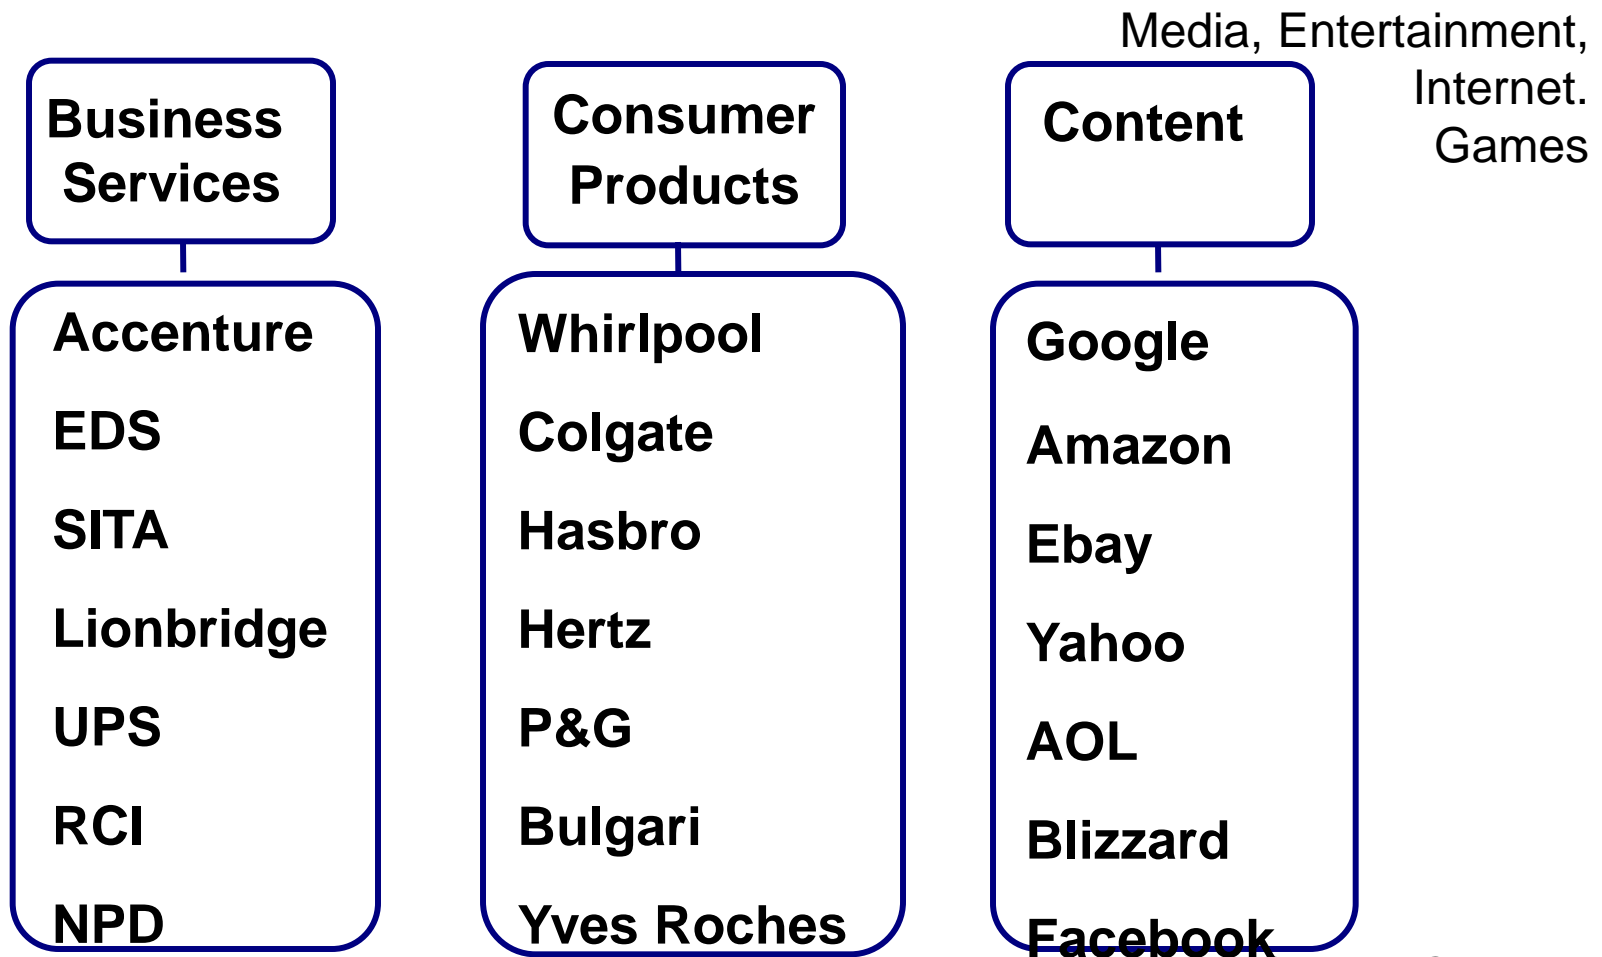 Media, Entertainment,
Internet.
Games
Business
Services
Accenture
EDS
SITA
Lionbridge
UPS
RCI
NPD
Consumer
Products
Whirlpool
Colgate
Hasbro
Hertz
P&G
Bulgari
Yves Roches
Content
Google
Amazon
Ebay
Yahoo
AOL
Blizzard
Facebook